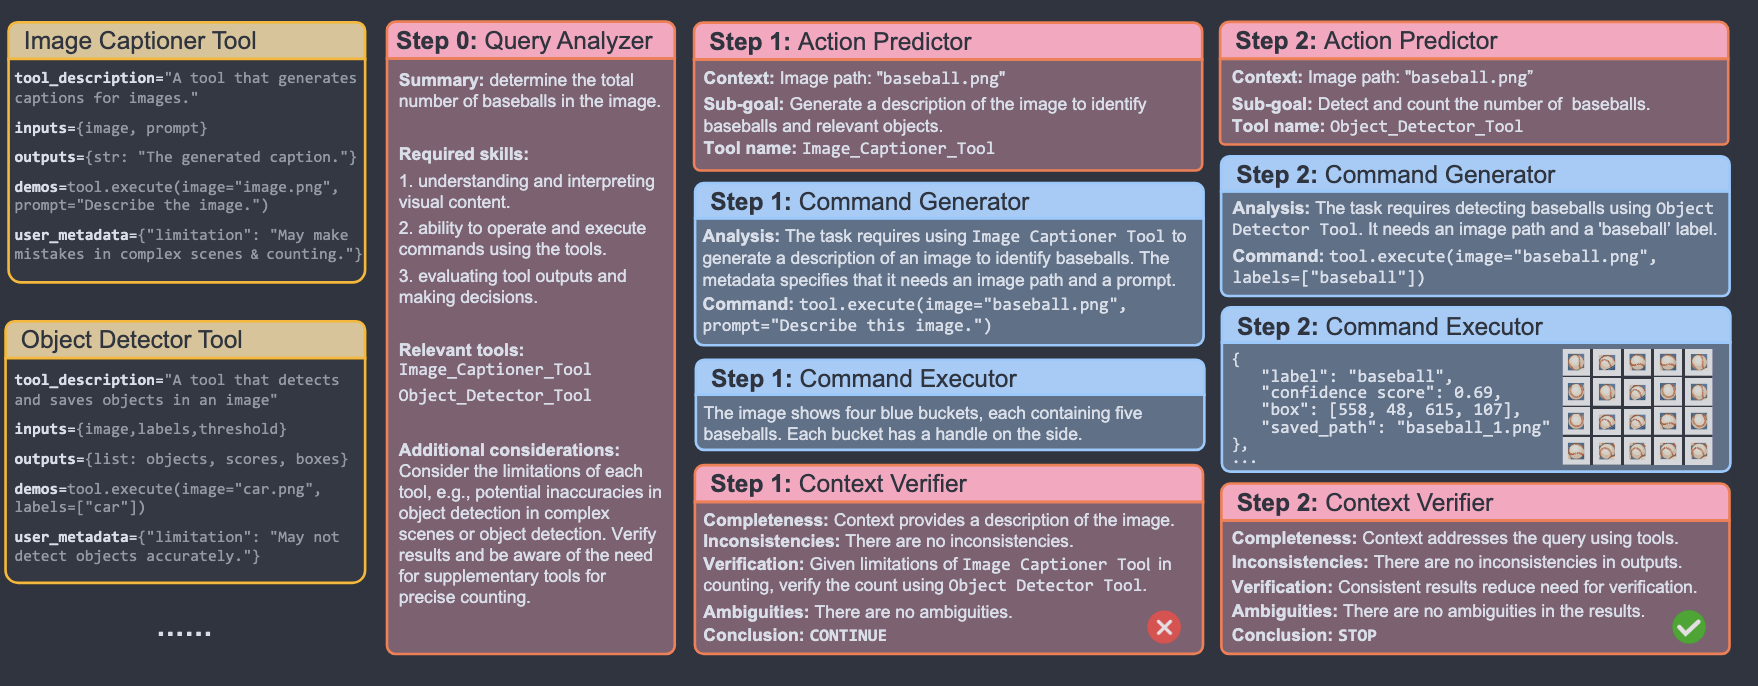 Image Captioner Tool
tool_description="A tool that generates
captions for images."
inputs={image, prompt}
outputs={str: "The generated caption."}
demos=tool.execute(image="image.png",
prompt="Describe the image.")
user_metadata={"limitation": "May make
mistakes in complex scenes & counting."}
Object Detector Tool
tool_description="A tool that detects
and saves objects in an image"
inputs={image,labels,threshold}
outputs={list: objects, scores, boxes}
demos=tool.execute(image="car.png",
labels=["car"])
user_metadata={"limitation": "May not
detect objects accurately."}
......
Step 0: Query Analyzer
Summary: determine the total
number of baseballs in the image.
Required skills:
1. understanding and interpreting
visual content.
2. ability to operate and execute
commands using the tools.
3. evaluating tool outputs and
making decisions.
Relevant tools:
Image_Captioner_Tool
Object_Detector_Tool
Additional considerations:
Consider the limitations of each
tool, e.g., potential inaccuracies in
object detection in complex
scenes or object detection. Verify
results and be aware of the need
for supplementary tools for
precise counting.
Step 1: Action Predictor
Context: Image path: "baseball.png"
Sub-goal: Generate a description of the image to identify
baseballs and relevant objects.
Tool name: Image_Captioner_Tool
Step 1: Command Generator
Analysis: The task requires using Image Captioner Tool to
generate a description of an image to identify baseballs. The
metadata specifies that it needs an image path and a prompt.
Command: tool.execute(image="baseball.png",
prompt="Describe this image.")
Step 1: Command Executor
The image shows four blue buckets, each containing five
baseballs. Each bucket has a handle on the side.
Step 1: Context Verifier
Completeness: Context provides a description of the image.
Inconsistencies: There are no inconsistencies.
Verification: Given limitations of Image Captioner Tool in
counting, verify the count using Object Detector Tool.
Ambiguities: There are no ambiguities.
Conclusion: CONTINUE
Step 2: Action Predictor
Context: Image path: "baseball.png"
Sub-goal: Detect and count the number of baseballs.
Tool name: Object_Detector_Tool
Step 2: Command Generator
Analysis: The task requires detecting baseballs using Object
Detector Tool. It needs an image path and a 'baseball' label.
Command: tool.execute(image="baseball.png",
labels=["baseball"])
Step 2: Command Executor
{
"label": "baseball",
"confidence score": 0.69,
"box": [558, 48, 615, 107],
"saved_path": "baseball_1.png"
},
...
Step 2: Context Verifier
Completeness: Context addresses the query using tools.
Inconsistencies: There are no inconsistencies in outputs.
Verification: Consistent results reduce need for verification.
Ambiguities: There are no ambiguities in the results.
Conclusion: STOP